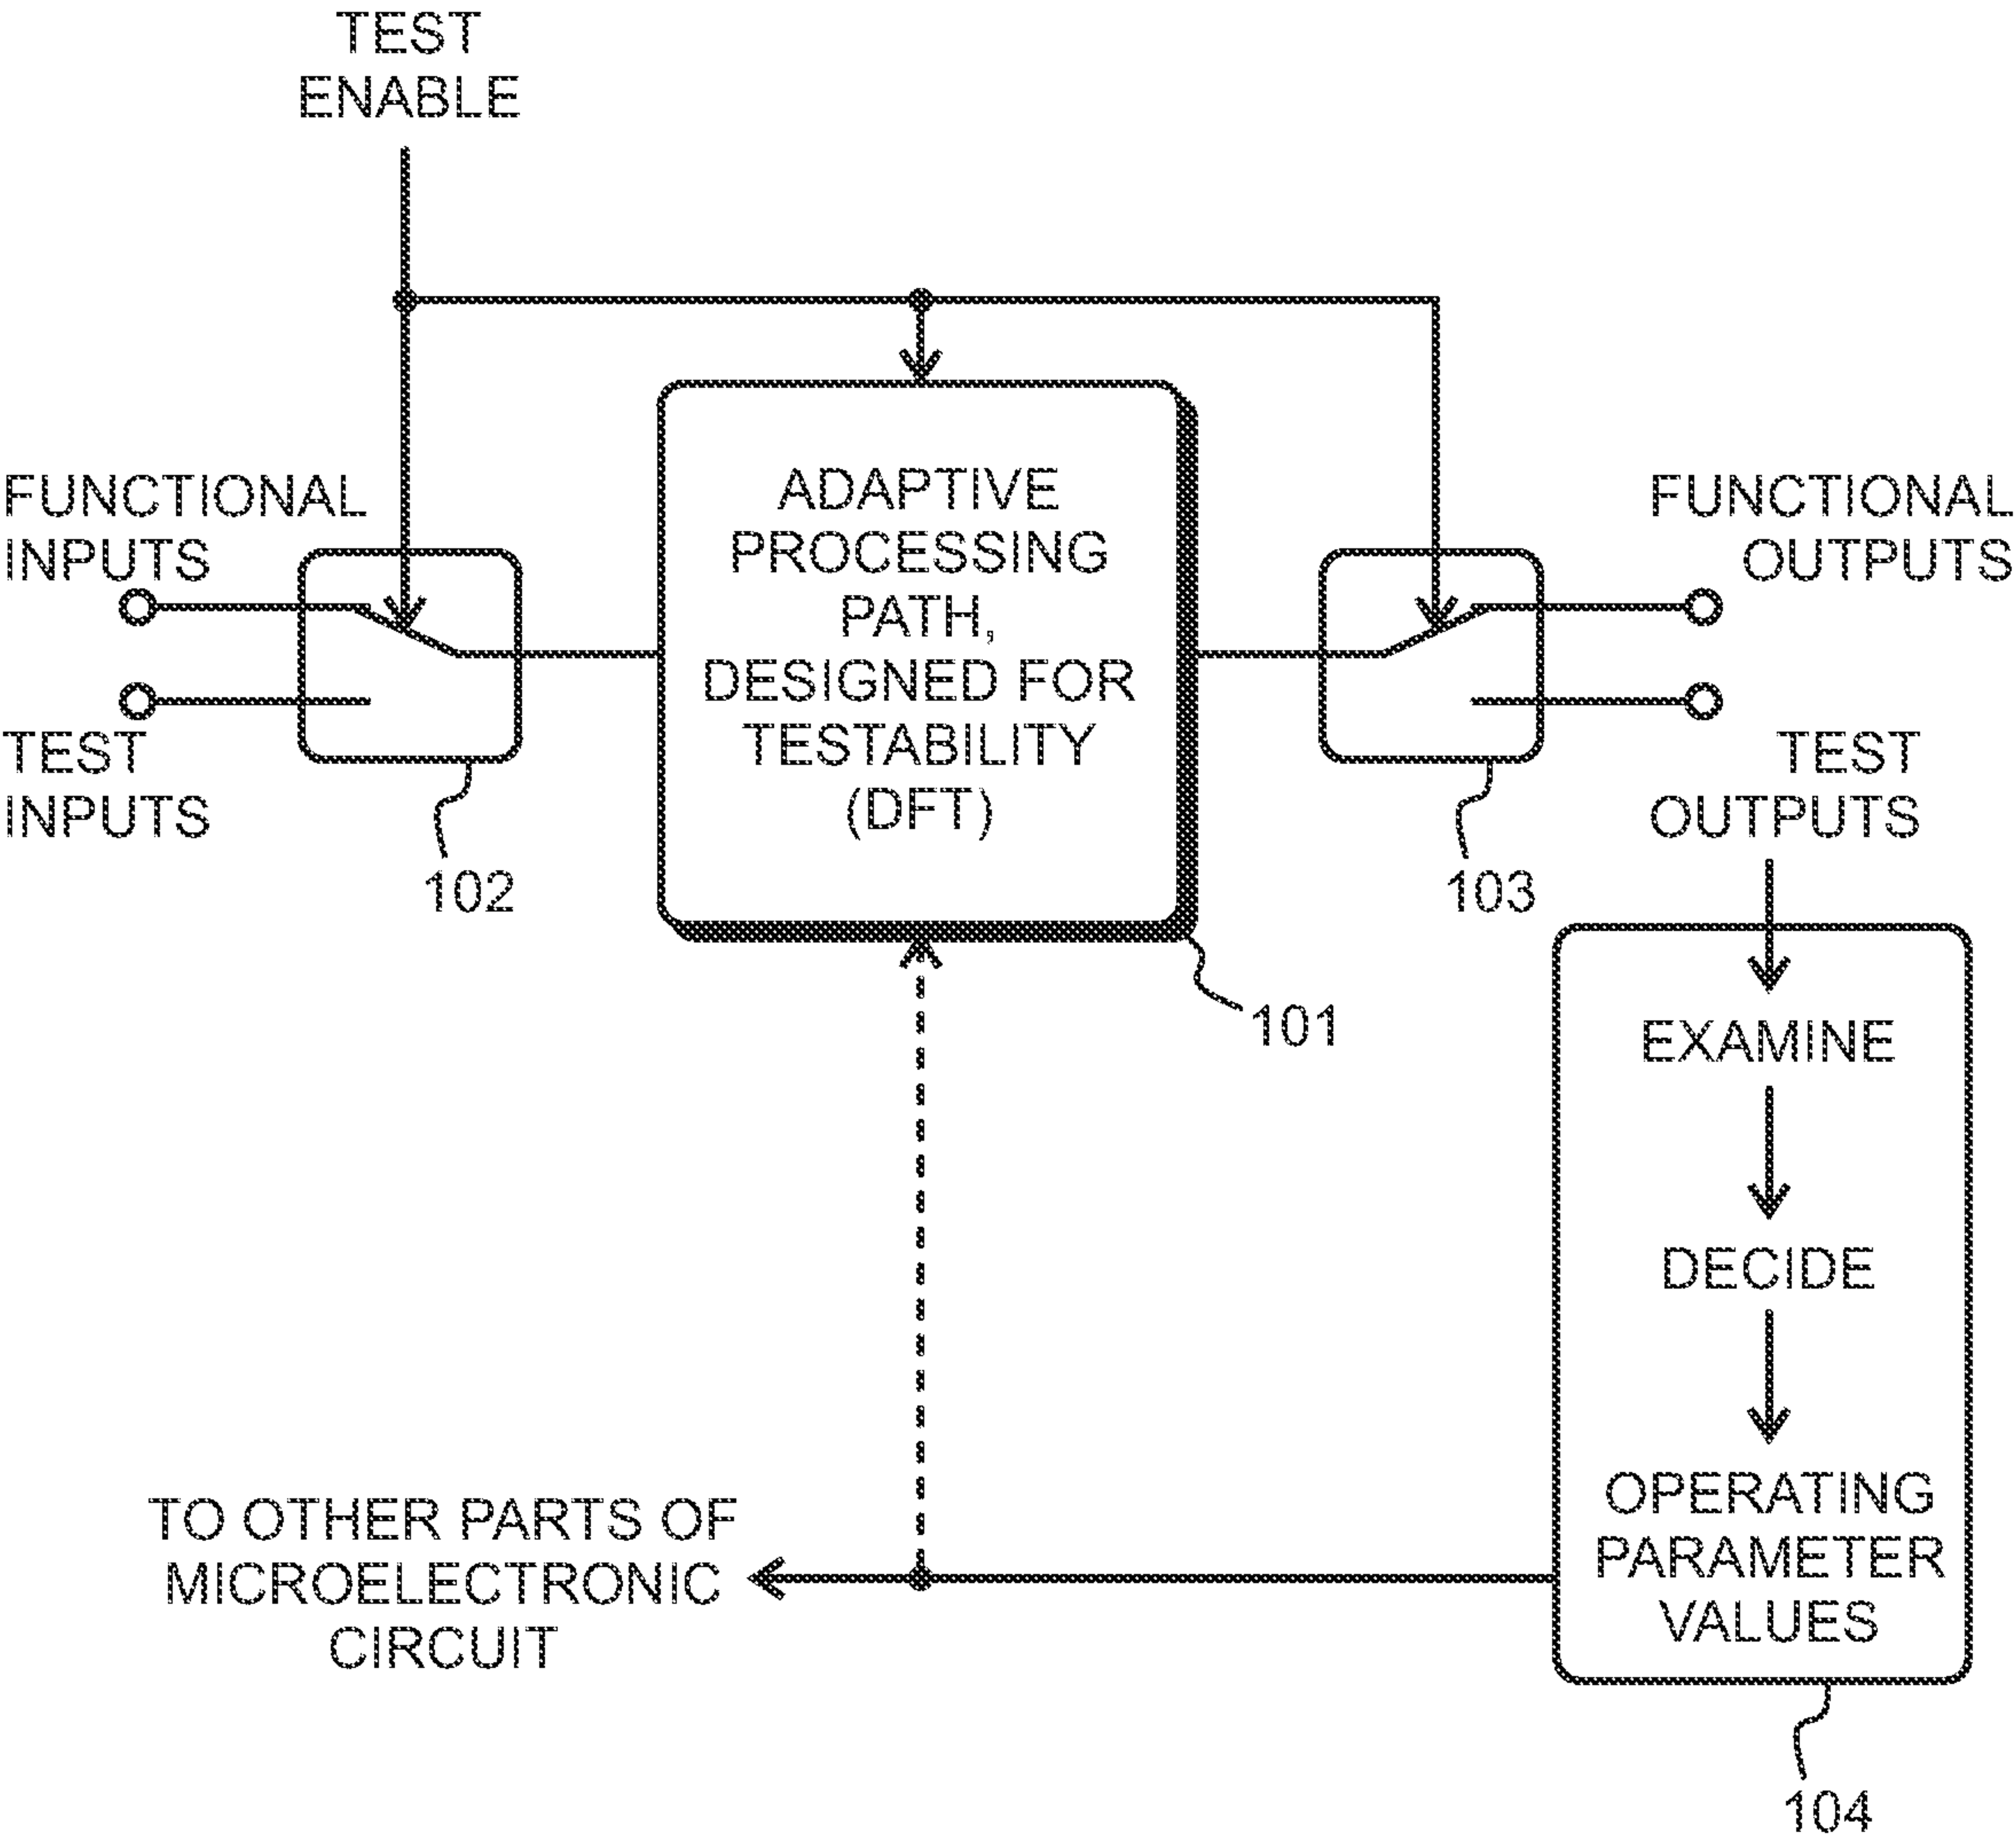 TEST
ENABLE
FUNCTIONAL
INPUTS
TEST
INPUTS
102
ADAPTIVE
PROCESSING
PATH,
DESIGNED FOR
TESTABILITY
(DFT)
101
FUNCTIONAL
OUTPUTS
TEST
OUTPUTS
103
EXAMINE
DECIDE
OPERATING
PARAMETER
VALUES
104
TO OTHER PARTS OF
MICROELECTRONIC
CIRCUIT